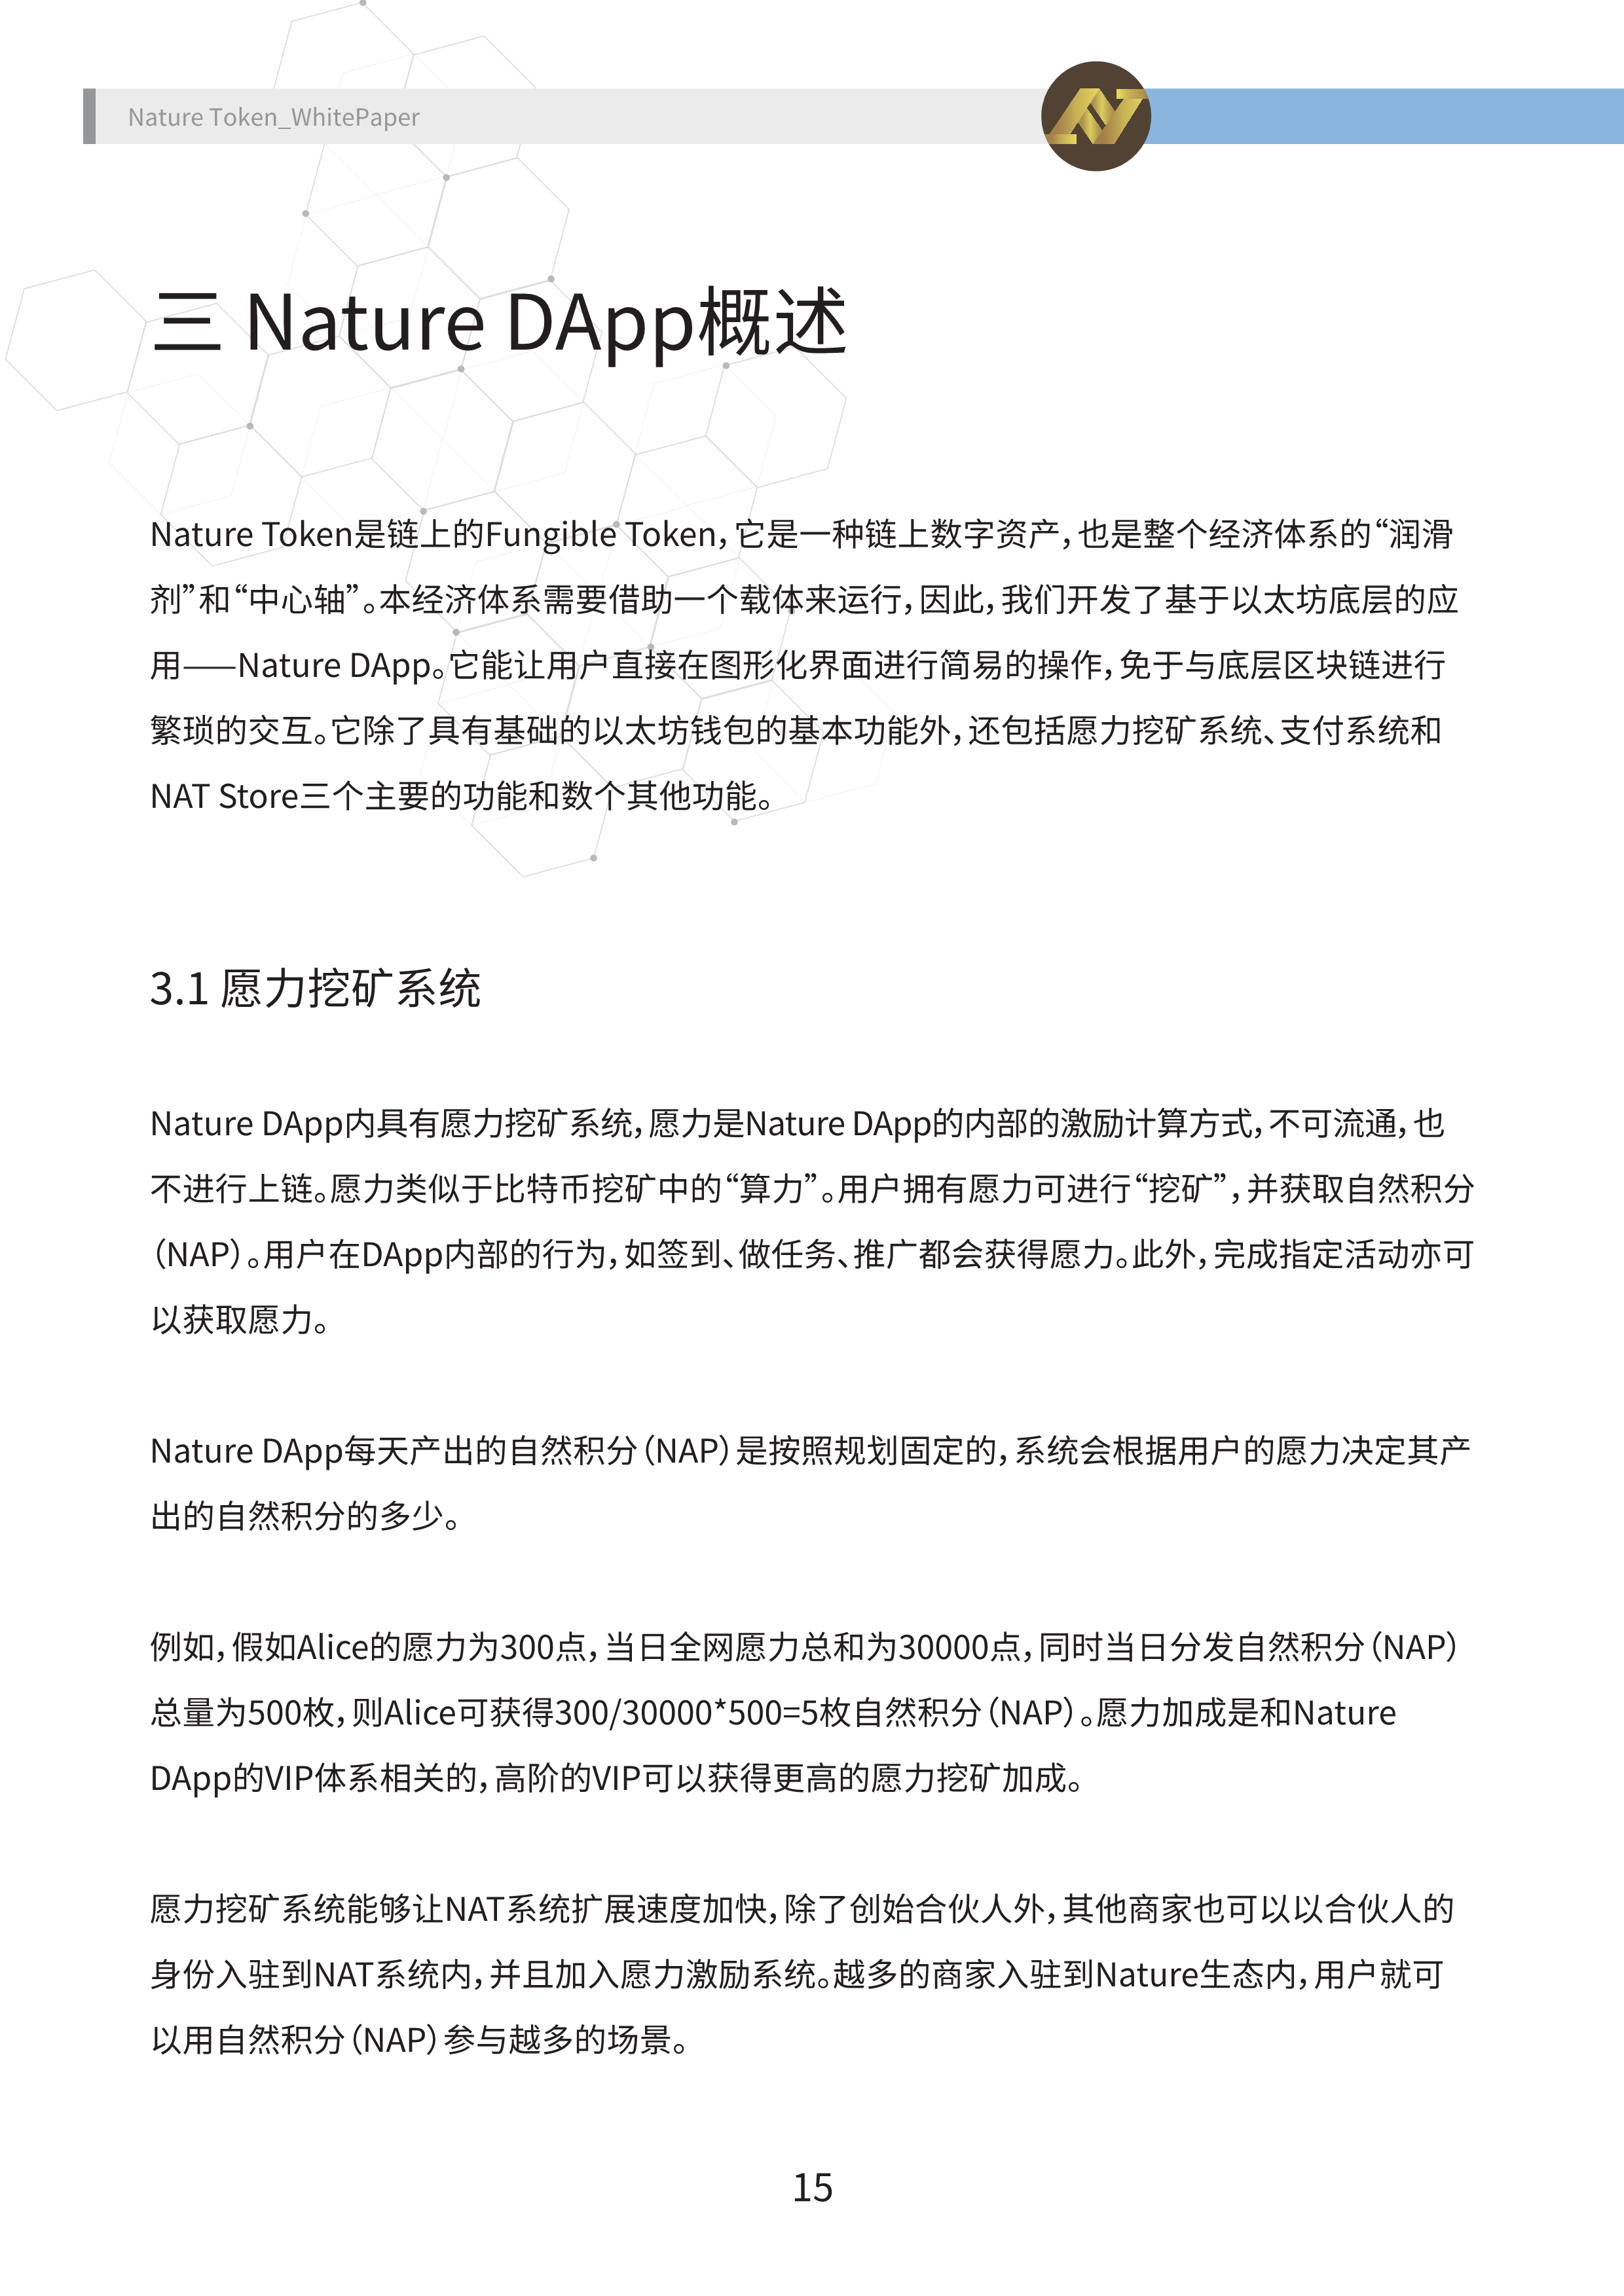 Nature Token_WhitePaper
三 Nature DApp概述
Nature Token是链上的Fungible Token，它是一种链上数字资产，也是整个经济体系的“润滑
剂”和“中心轴”。本经济体系需要借助一个载体来运行，因此，我们开发了基于以太坊底层的应
用——Nature DApp。它能让用户直接在图形化界面进行简易的操作，免于与底层区块链进行
繁琐的交互。它除了具有基础的以太坊钱包的基本功能外，还包括愿力挖矿系统、支付系统和
NAT Store三个主要的功能和数个其他功能。
3.1 愿力挖矿系统
Nature DApp内具有愿力挖矿系统，愿力是Nature DApp的内部的激励计算方式，不可流通，也
不进行上链。愿力类似于比特币挖矿中的“算力”。用户拥有愿力可进行“挖矿”，并获取自然积分
（NAP）。用户在DApp内部的行为，如签到、做任务、推广都会获得愿力。此外，完成指定活动亦可
以获取愿力。
Nature DApp每天产出的自然积分（NAP）是按照规划固定的，系统会根据用户的愿力决定其产
出的自然积分的多少。
例如，假如Alice的愿力为300点，当日全网愿力总和为30000点，同时当日分发自然积分（NAP）
总量为500枚，则Alice可获得300/30000*500=5枚自然积分（NAP）。愿力加成是和Nature
DApp的VIP体系相关的，高阶的VIP可以获得更高的愿力挖矿加成。
愿力挖矿系统能够让NAT系统扩展速度加快，除了创始合伙人外，其他商家也可以以合伙人的
身份入驻到NAT系统内，并且加入愿力激励系统。越多的商家入驻到Nature生态内，用户就可
以用自然积分（NAP）参与越多的场景。
15